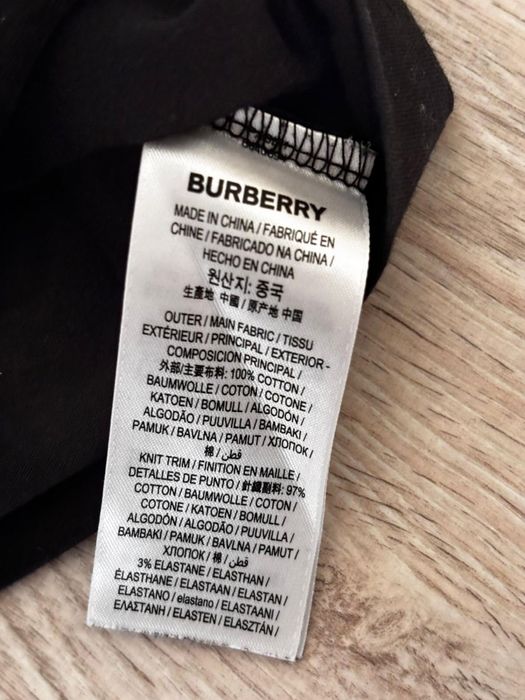 BURBERRY
MADE IN CHINA / FABRIQUÉ EN
CHINE / FABRICADO NA CHINA /
HECHO EN CHINA
원산지: 중국
生產地: 中國 / 原产地 中国
OUTER / MAIN FABRIC / TISSU
EXTÉRIEUR / PRINCIPAL / EXTERIOR -
COMPOSICION PRINCIPAL /
外部/主要布料: 100% COTTON /
BAUMWOLLE / COTON / COTONE /
KATOEN / BOMULL / ALGODÓN /
ALGODÃO / PUUVILLA / BAMBAKI /
PAMUK / BAVLNA / PAMUT / ХЛОПОК /
棉 / قطن /
KNIT TRIM / FINITION EN MAILLE /
DETALLES DE PUNTO / 針織副料: 97%
COTTON / BAUMWOLLE / COTON /
COTONE / KATOEN / BOMULL /
ALGODÓN / ALGODÃO / PUUVILLA /
BAMBAKI / PAMUK / BAVLNA / PAMUT /
ХЛОПОК / 棉 / قطن /
3% ELASTANE / ELASTHAN /
ÉLASTHANE / ELASTAAN / ELASTAN /
ELASTANO / elastano / ELASTAANI /
ΕΛΑΣΤΑΝΗ / ELASTEN / ELASZTÁN /